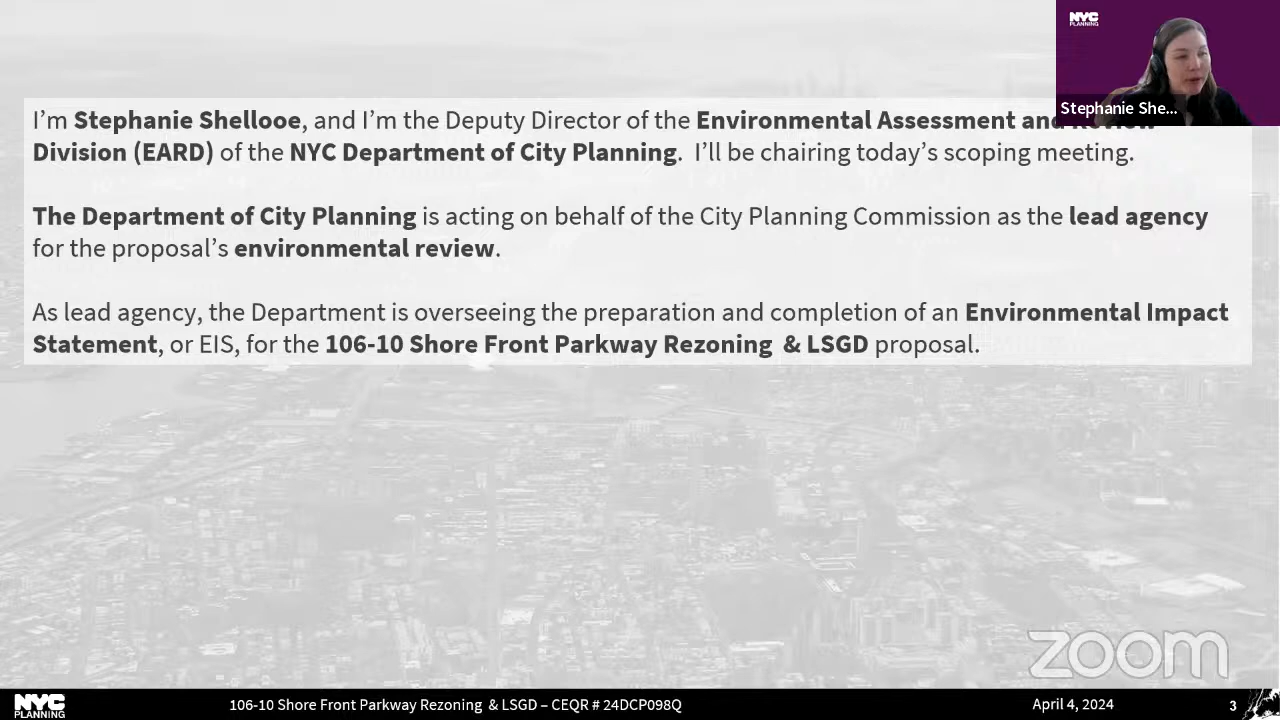 NYC
PLANNING
Stephanie She...
I'm Stephanie Shellooe, and I'm the Deputy Director of the Environmental Assessment and Review
Division (EARD) of the NYC Department of City Planning. I'll be chairing today's scoping meeting.
The Department of City Planning is acting on behalf of the City Planning Commission as the lead agency
for the proposal's environmental review.
As lead agency, the Department is overseeing the preparation and completion of an Environmental Impact
Statement, or EIS, for the 106-10 Shore Front Parkway Rezoning & LSGD proposal.
zoom
NYC
PLANNING
106-10 Shore Front Parkway Rezoning & LSGD – CEQR # 24DCP098Q
April 4, 2024
3